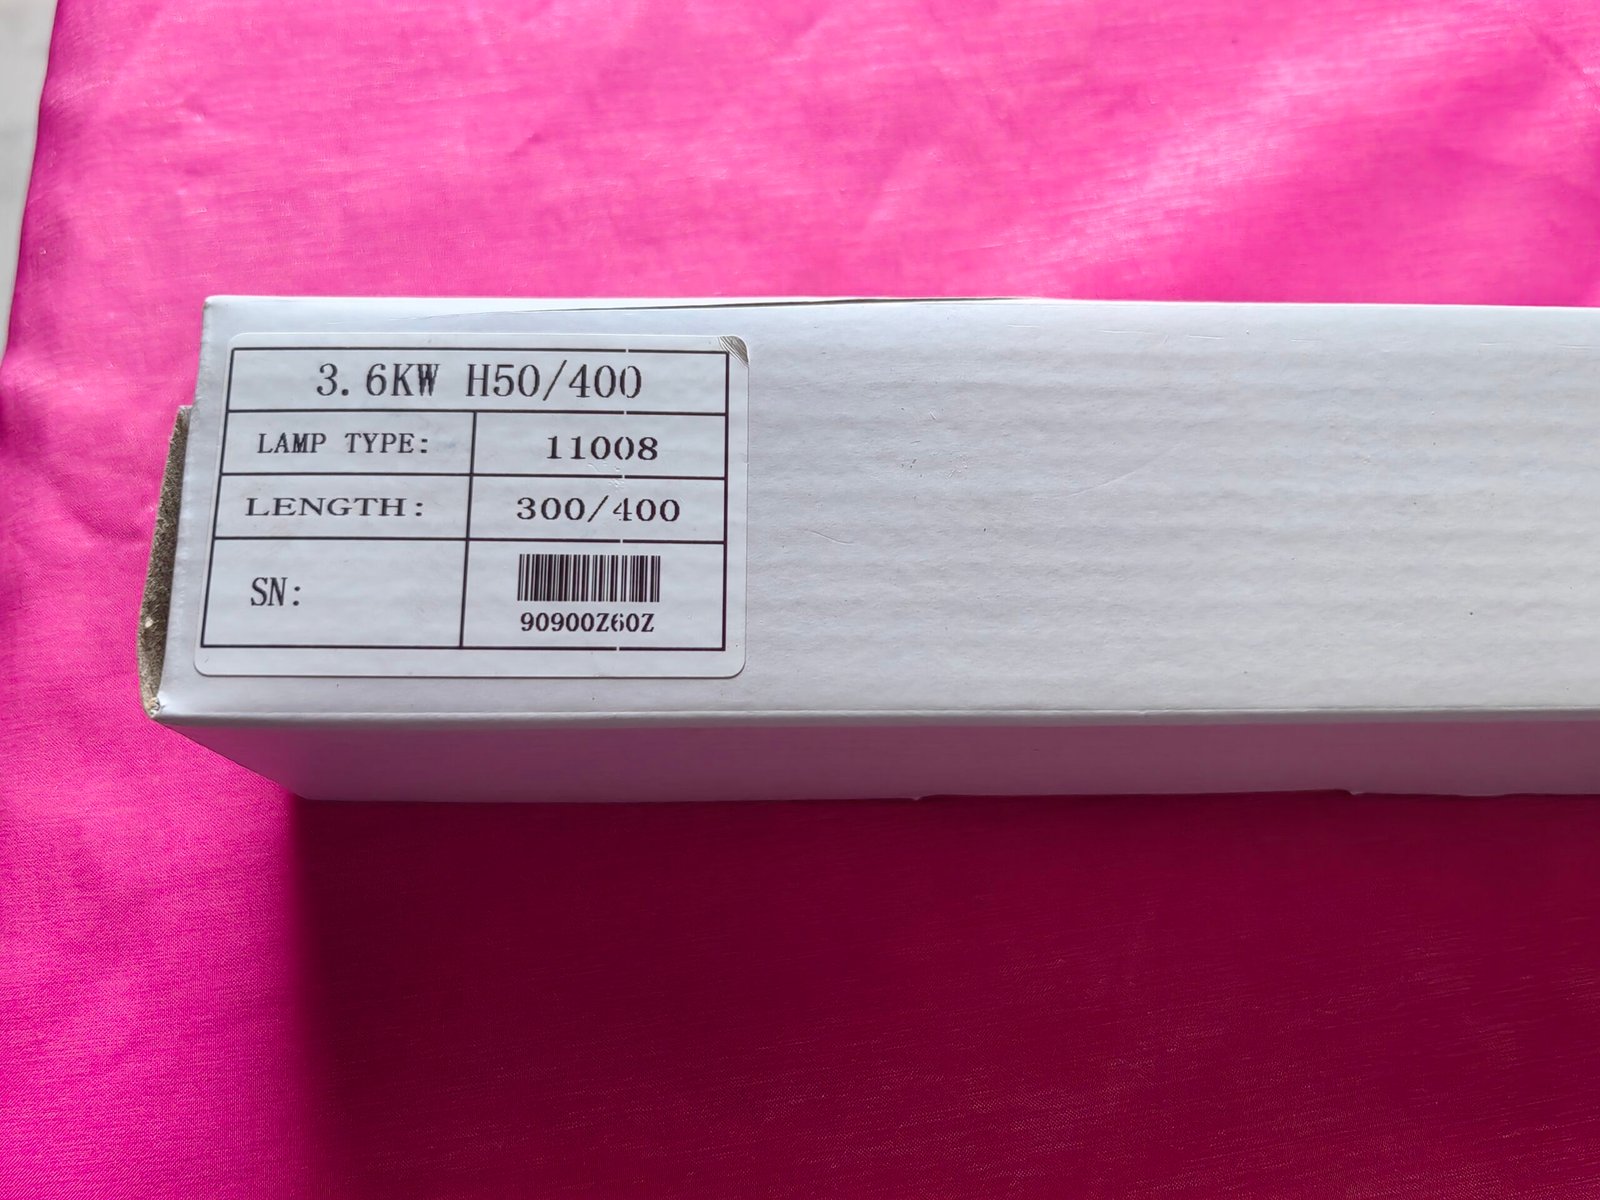 3.6KW H50/400
LAMP TYPE: 11008
LENGTH: 300/400
SN:
90900Z60Z